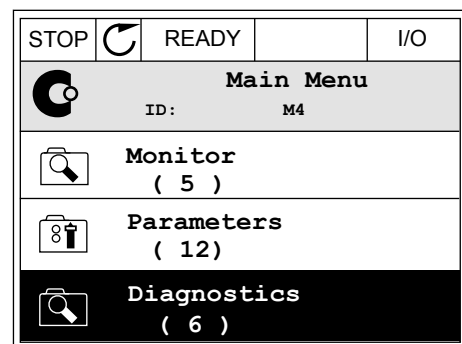 STOP READY I/O
Main Menu
ID: M4
Monitor
( 5 )
Parameters
( 12)
Diagnostics
( 6 )